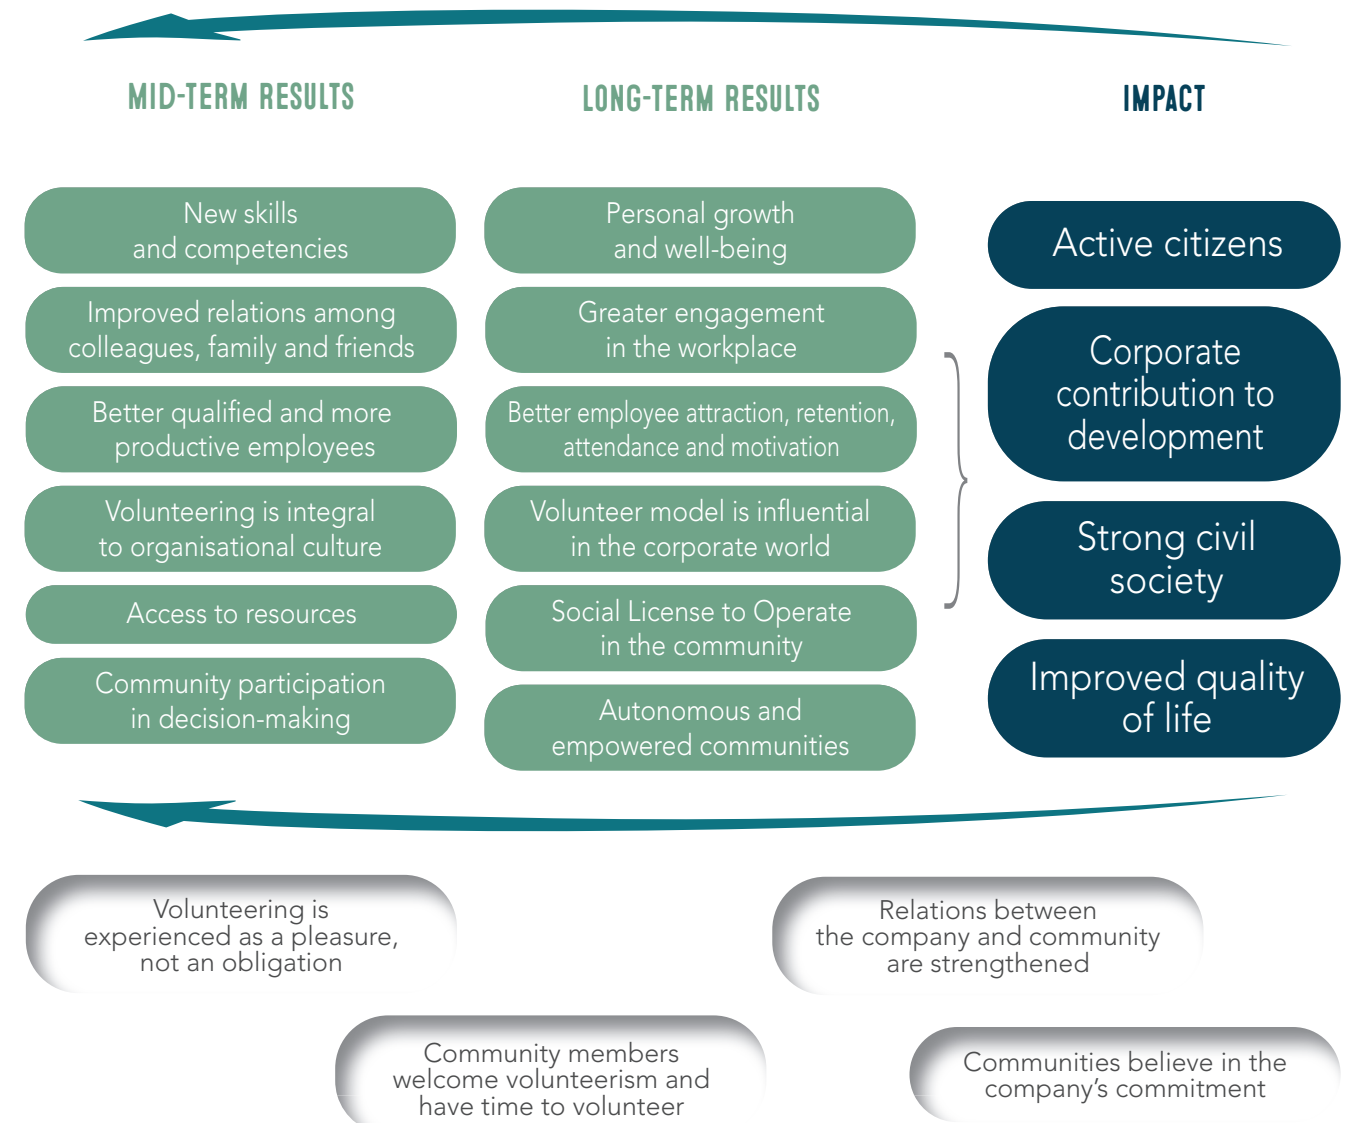 MID-TERM RESULTS
LONG-TERM RESULTS
IMPACT
New skills
and competencies
Improved relations among
colleagues, family and friends
Better qualified and more
productive employees
Volunteering is integral
to organisational culture
Access to resources
Community participation
in decision-making
Personal growth
and well-being
Greater engagement
in the workplace
Better employee attraction, retention,
attendance and motivation
Volunteer model is influential
in the corporate world
Social License to Operate
in the community
Autonomous and
empowered communities
Active citizens
Corporate
contribution to
development
Strong civil
society
Improved quality
of life
Volunteering is
experienced as a pleasure,
not an obligation
Relations between
the company and community
are strengthened
Community members
welcome volunteerism and
have time to volunteer
Communities believe in the
company’s commitment